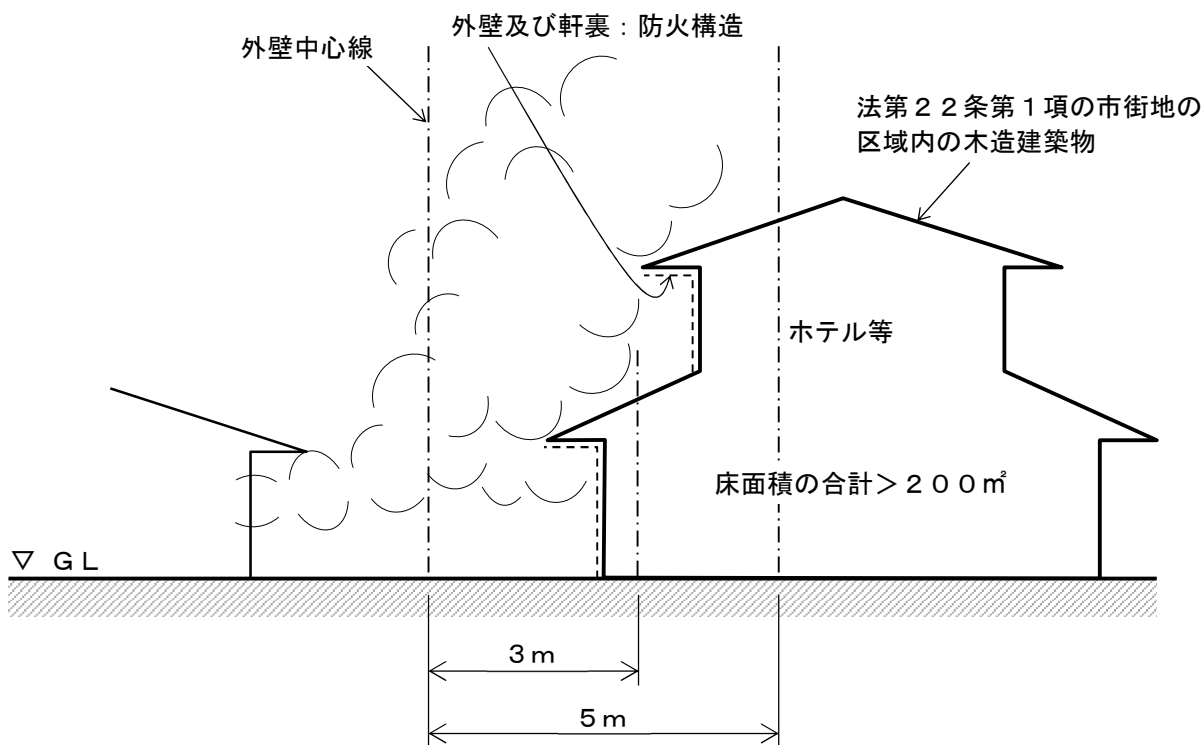 外壁及び軒裏：防火構造
外壁中心線
法第２２条第１項の市街地の
区域内の木造建築物
ホテル等
床面積の合計＞２００㎡
▽ ＧＬ
３ｍ
５ｍ